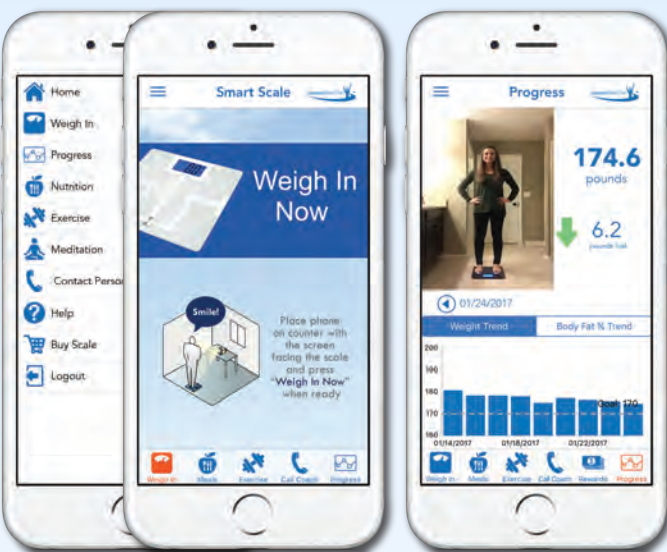 Home
Weigh In
Progress
Nutrition
Exercise
Meditation
Contact Perso
Help
Buy Scale
Logout
Smart Scale
Weigh In
Now
Smile!
Place phone
on counter with
the screen
facing the scale
and press
"Weigh In Now"
when ready
Weigh In
Meals
Exercise
Call Coach
Progress
Progress
174.6
pounds
6.2
pounds lost
01/24/2017
Weight Trend
Body Fat % Trend
200
190
180
170
160
Goal: 170
01/14/2017
01/18/2017
01/22/2017
Weigh In
Meals
Exercise
Call Coach
Rewards
Progress